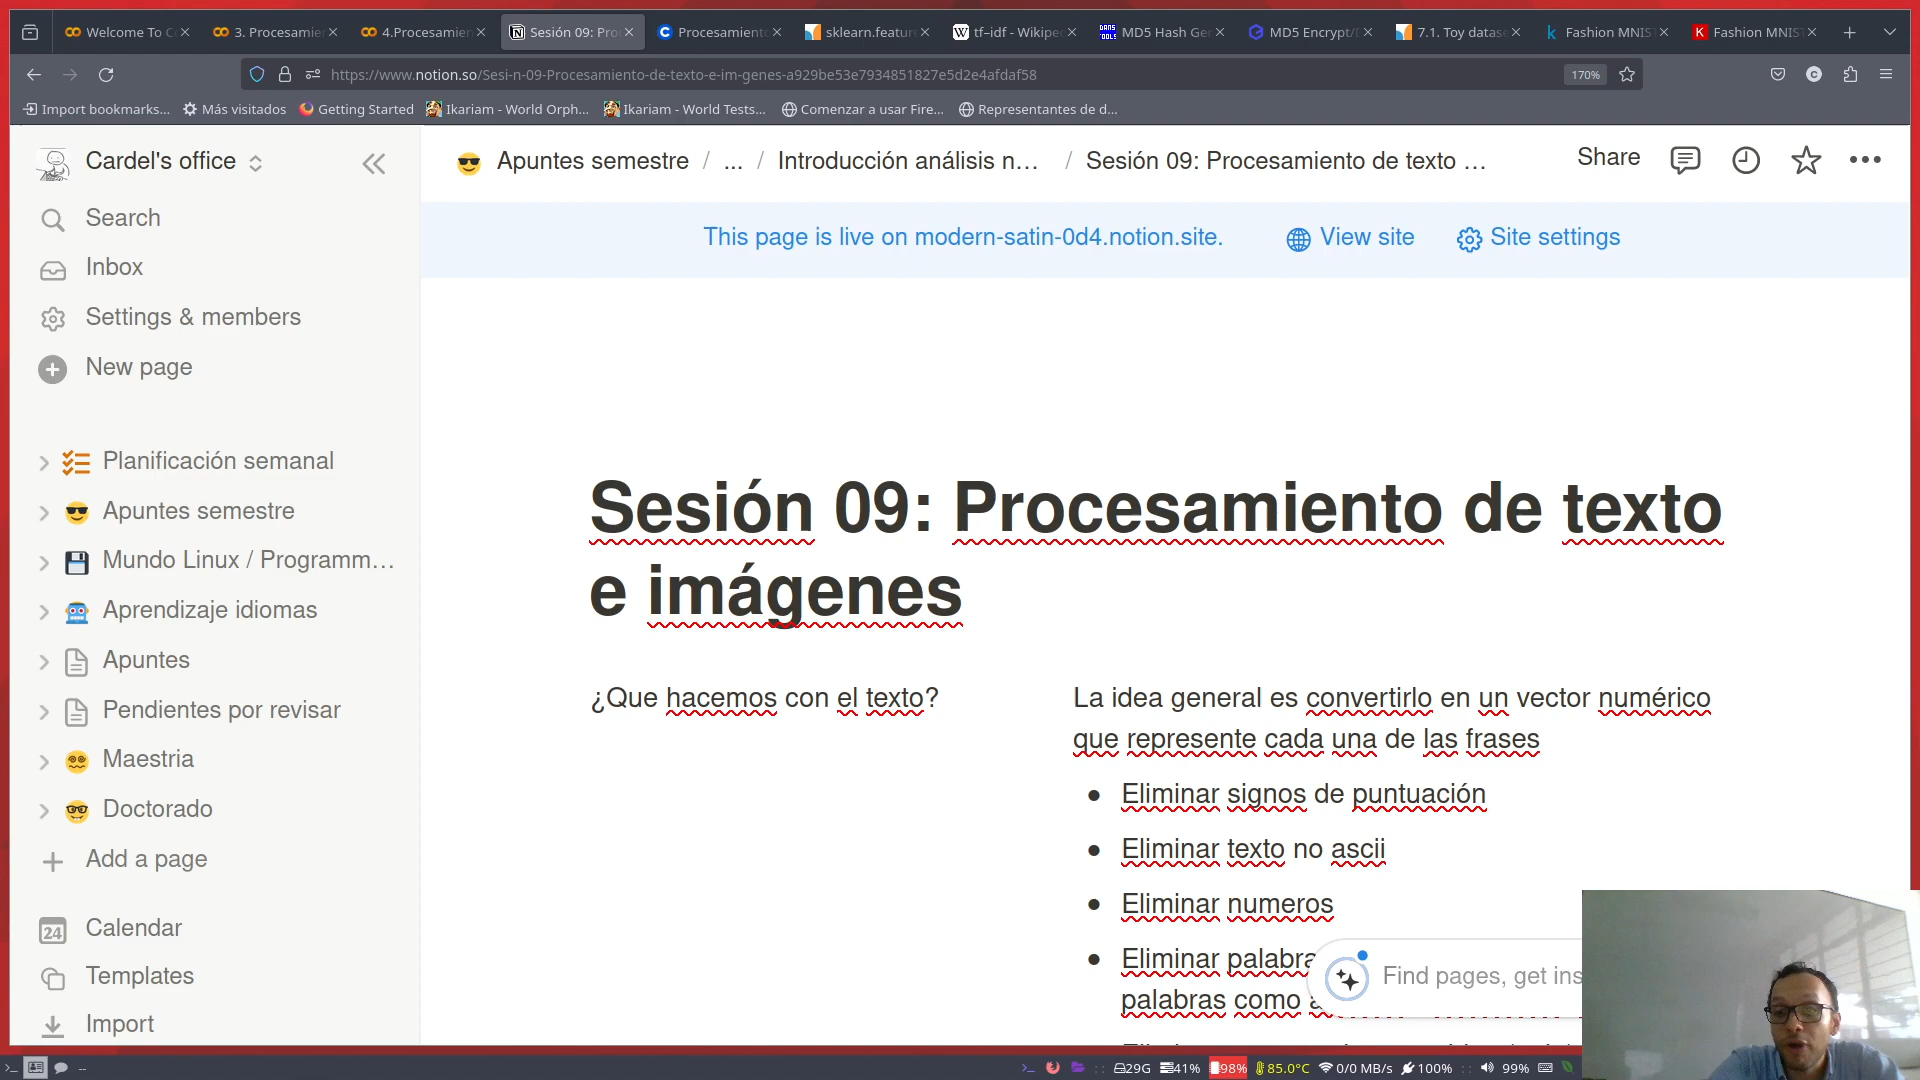 Welcome To C
3. Procesamier
4.Procesamier
Sesión 09: Pro
Procesamiento
sklearn.featur
tf–idf - Wikipe
MD5 Hash Ger
MD5 Encrypt/
7.1. Toy datase
Fashion MNIS
Fashion MNIS
https://www.notion.so/Sesi-n-09-Procesamiento-de-texto-e-im-genes-a929be53e7934851827e5d2e4afdaf58
170%
Import bookmarks... Más visitados Getting Started Ikariam - World Orph... Ikariam - World Tests... Comenzar a usar Fire... Representantes de d...
Cardel's office
Search
Inbox
Settings & members
New page
Planificación semanal
Apuntes semestre
Mundo Linux / Programm…
Aprendizaje idiomas
Apuntes
Pendientes por revisar
Maestria
Doctorado
Add a page
Calendar
Templates
Import
Apuntes semestre / ... / Introducción análisis n… / Sesión 09: Procesamiento de texto …
Share
This page is live on modern-satin-0d4.notion.site. View site Site settings
Sesión 09: Procesamiento de texto
e imágenes
¿Que hacemos con el texto?
La idea general es convertirlo en un vector numérico
que represente cada una de las frases
Eliminar signos de puntuación
Eliminar texto no ascii
Eliminar numeros
Eliminar palabra
palabras como
Find pages, get ins
29G 41% 98% 85.0°C 0/0 MB/s 100% 99%